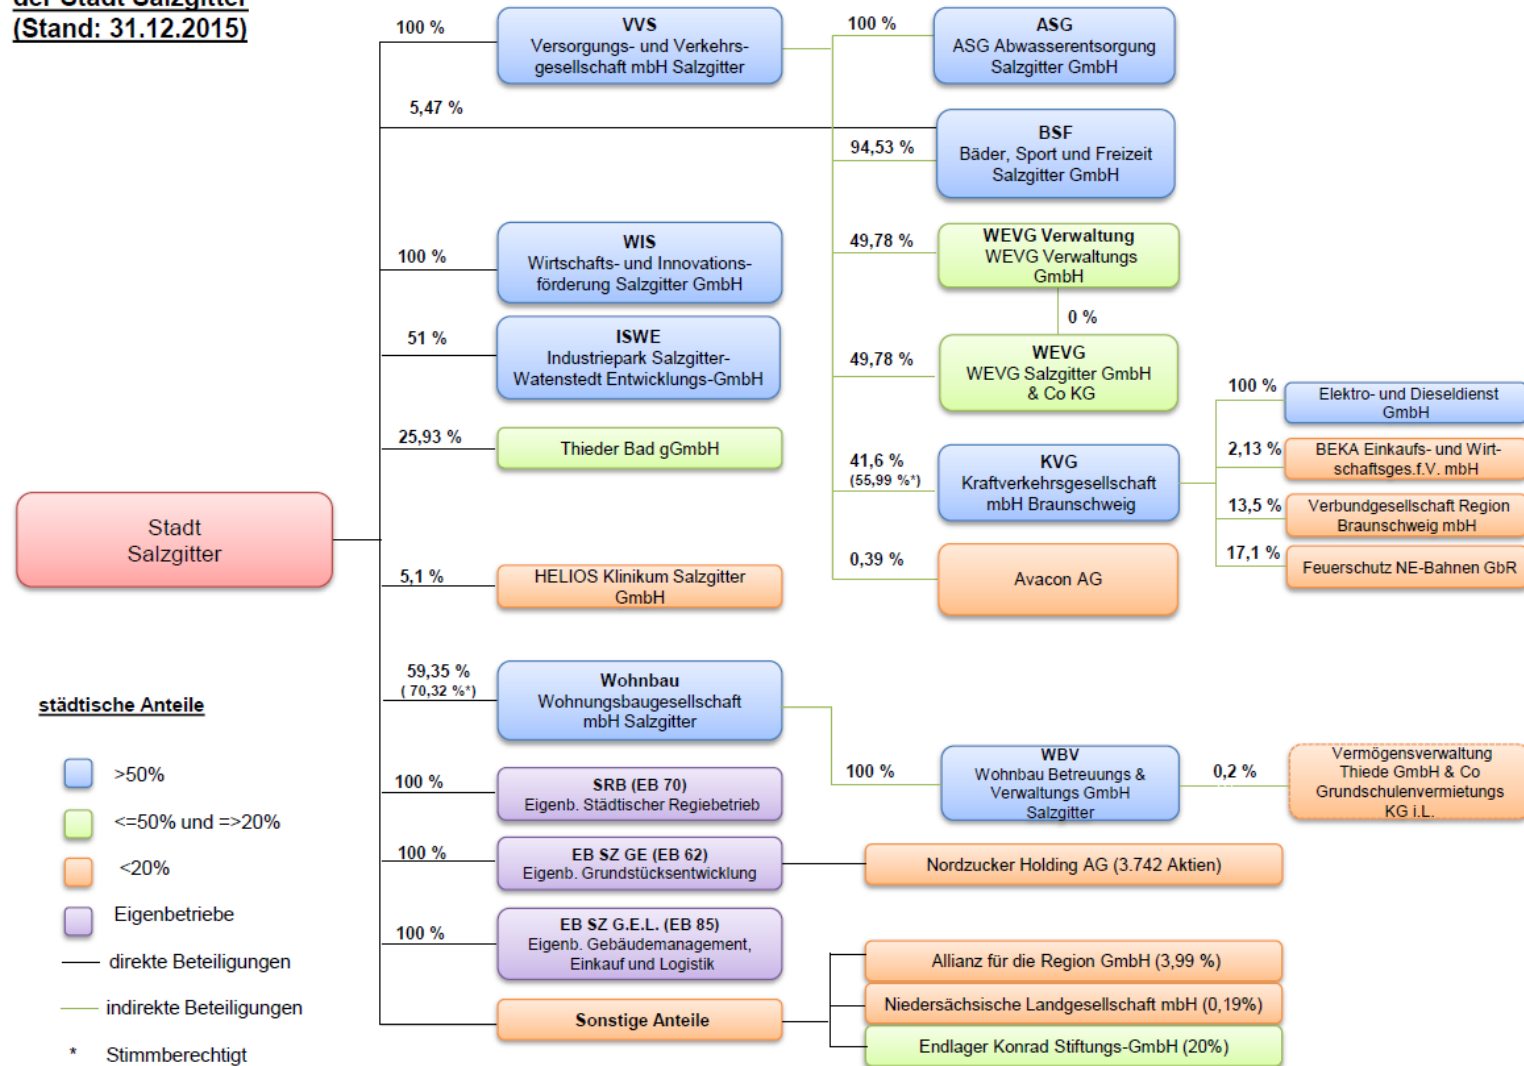 der Stadt Salzgitter
(Stand: 31.12.2015)
100 %
VVS
Versorgungs- und Verkehrs-
gesellschaft mbH Salzgitter
100 %
ASG
ASG Abwasserentsorgung
Salzgitter GmbH
5,47 %
94,53 %
BSF
Bäder, Sport und Freizeit
Salzgitter GmbH
100 %
WIS
Wirtschafts- und Innovations-
förderung Salzgitter GmbH
49,78 %
WEVG Verwaltung
WEVG Verwaltungs
GmbH
0 %
51 %
ISWE
Industriepark Salzgitter-
Watenstedt Entwicklungs-GmbH
49,78 %
WEVG
WEVG Salzgitter GmbH
& Co KG
25,93 %
Thieder Bad gGmbH
41,6 %
(55,99 %*)
KVG
Kraftverkehrsgesellschaft
mbH Braunschweig
100 %
Elektro- und Dieseldienst
GmbH
2,13 %
BEKA Einkaufs- und Wirt-
schaftsges.f.V. mbH
13,5 %
Verbundgesellschaft Region
Braunschweig mbH
17,1 %
Feuerschutz NE-Bahnen GbR
Stadt
Salzgitter
5,1 %
HELIOS Klinikum Salzgitter
GmbH
0,39 %
Avacon AG
59,35 %
( 70,32 %*)
Wohnbau
Wohnungsbaugesellschaft
mbH Salzgitter
100 %
WBV
Wohnbau Betreuungs &
Verwaltungs GmbH
Salzgitter
0,2 %
Vermögensverwaltung
Thiede GmbH & Co
Grundschulenvermietungs
KG i.L.
100 %
SRB (EB 70)
Eigenb. Städtischer Regiebetrieb
100 %
EB SZ GE (EB 62)
Eigenb. Grundstücksentwicklung
Nordzucker Holding AG (3.742 Aktien)
100 %
EB SZ G.E.L. (EB 85)
Eigenb. Gebäudemanagement,
Einkauf und Logistik
Sonstige Anteile
Allianz für die Region GmbH (3,99 %)
Niedersächsische Landgesellschaft mbH (0,19%)
Endlager Konrad Stiftungs-GmbH (20%)
städtische Anteile
>50%
<=50% und =>20%
<20%
Eigenbetriebe
direkte Beteiligungen
indirekte Beteiligungen
* Stimmberechtigt